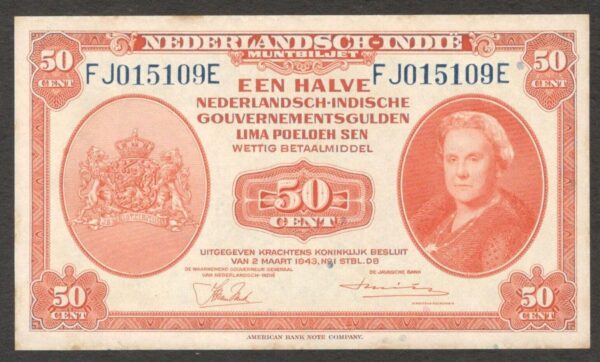 NEDERLANDSCH-INDIË
MUNTBILJET
50 CENT
50 CENT
FJ015109E
FJ015109E
EEN HALVE
NEDERLANDSCH-INDISCHE
GOUVERNEMENTSGULDEN
LIMA POELOEH SEN
WETTIG BETAALMIDDEL
50
CENT
UITGEGEVEN KRACHTENS KONINKLIJK BESLUIT
VAN 2 MAART 1943, Nº1 STBL. D8
DE WAARNEMEND GOUVERNEUR GENERAAL
VAN NEDERLANDSCH-INDIË
DE JAVASCHE BANK
50 CENT
50 CENT
AMERICAN BANK NOTE COMPANY.